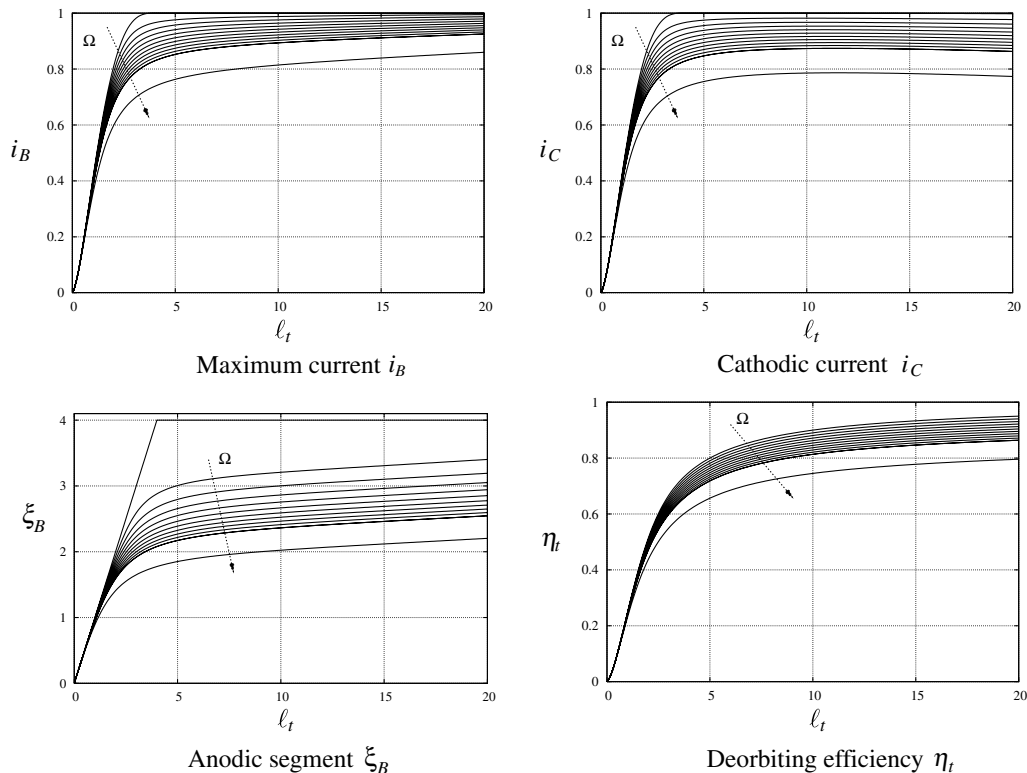 1
0.8
0.6
0.4
0.2
0
i_B
Ω
0 5 10 15 20
ℓ_t
Maximum current i_B
1
0.8
0.6
0.4
0.2
0
i_C
Ω
0 5 10 15 20
ℓ_t
Cathodic current i_C
4
3
2
1
0
ξ_B
Ω
0 5 10 15 20
ℓ_t
Anodic segment ξ_B
1
0.8
0.6
0.4
0.2
0
η_t
Ω
0 5 10 15 20
ℓ_t
Deorbiting efficiency η_t